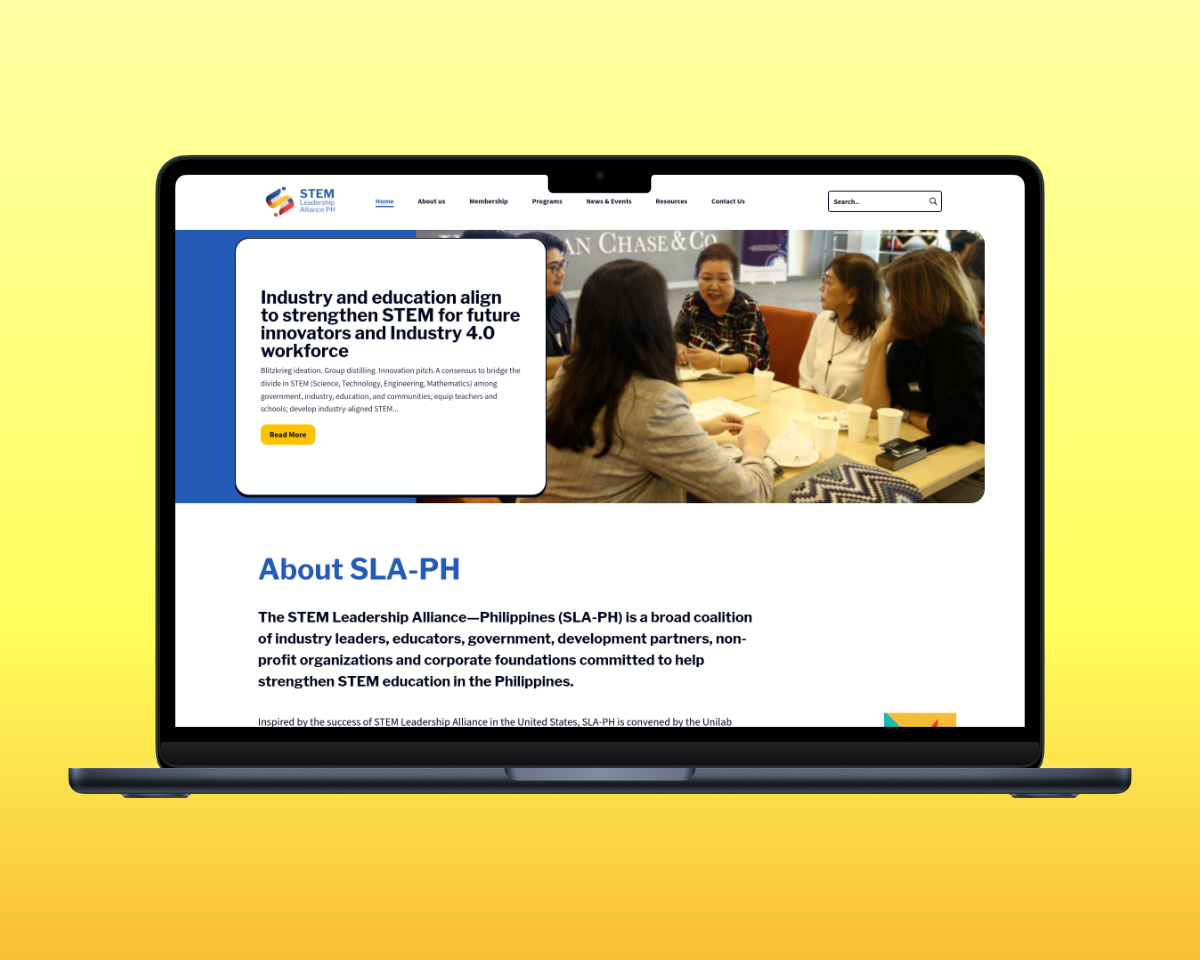 STEM
Leadership
Alliance PH
Home About us Membership Programs News & Events Resources Contact Us
Search..
AN CHASE & CO
Industry and education align
to strengthen STEM for future
innovators and Industry 4.0
workforce
Blitzkrieg ideation. Group distilling. Innovation pitch. A consensus to bridge the
divide in STEM (Science, Technology, Engineering, Mathematics) among
government, industry, education, and communities; equip teachers and
schools; develop industry-aligned STEM...
Read More
About SLA-PH
The STEM Leadership Alliance—Philippines (SLA-PH) is a broad coalition
of industry leaders, educators, government, development partners, non-
profit organizations and corporate foundations committed to help
strengthen STEM education in the Philippines.
Inspired by the success of STEM Leadership Alliance in the United States, SLA-PH is convened by the Unilab